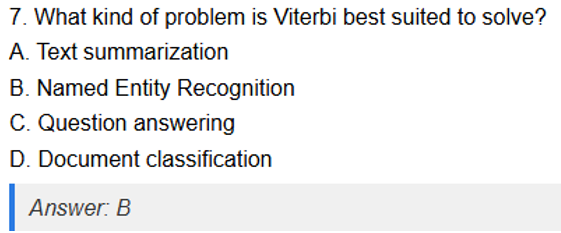 7. What kind of problem is Viterbi best suited to solve?
A. Text summarization
B. Named Entity Recognition
C. Question answering
D. Document classification
Answer: B